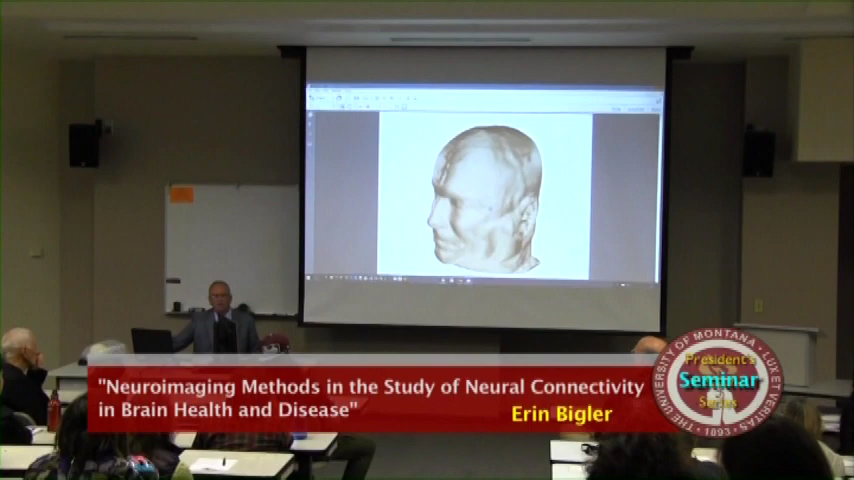 "Neuroimaging Methods in the Study of Neural Connectivity
in Brain Health and Disease"
Erin Bigler
THE UNIVERSITY OF MONTANA · LUX ET VERITAS
President's
Seminar
Series
· 1893 ·